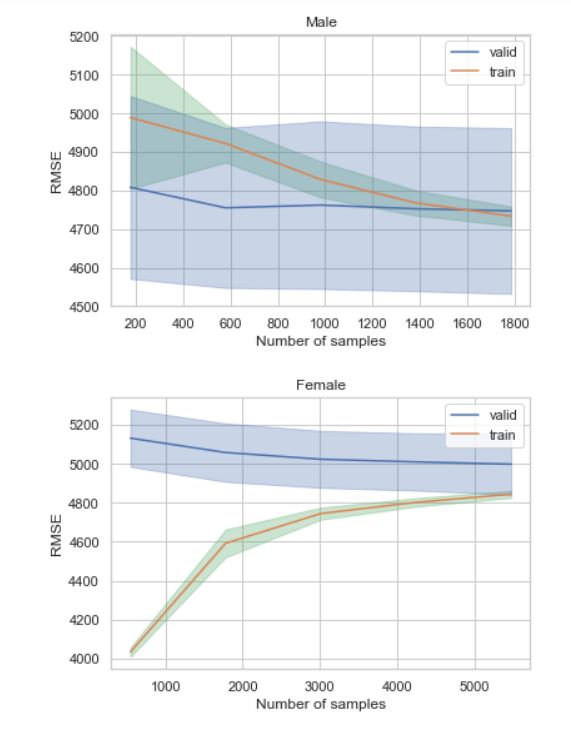 Male
5200
5100
5000
4900
4800
4700
4600
4500
RMSE
valid
train
200 400 600 800 1000 1200 1400 1600 1800
Number of samples
Female
5200
5000
4800
4600
4400
4200
4000
RMSE
valid
train
1000 2000 3000 4000 5000
Number of samples